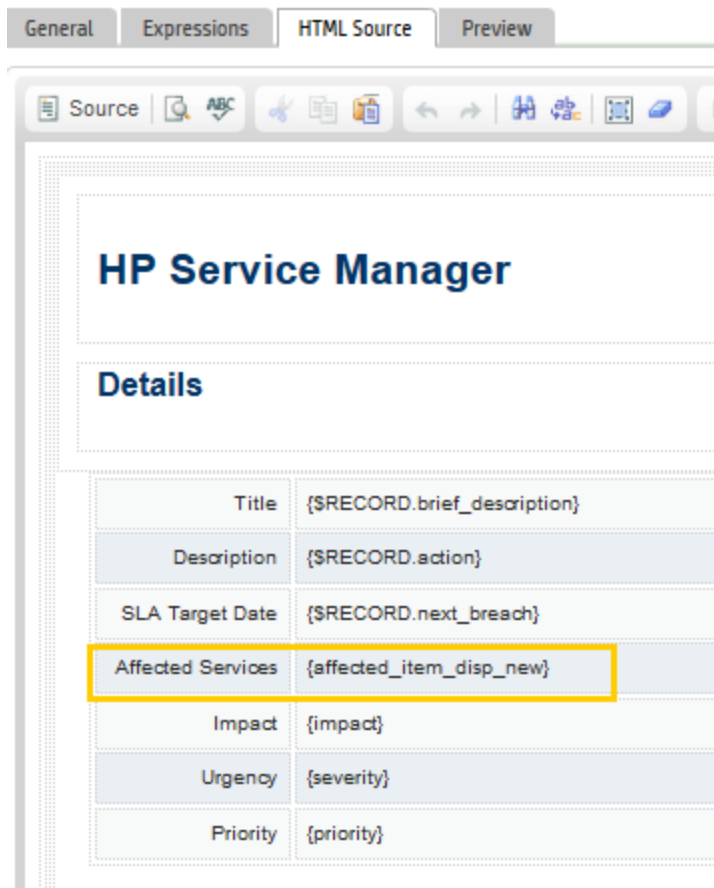 General Expressions HTML Source Preview
Source ABC
HP Service Manager
Details
Title {$RECORD.brief_description}
Description {$RECORD.action}
SLA Target Date {$RECORD.next_breach}
Affected Services {affected_item_disp_new}
Impact {impact}
Urgency {severity}
Priority {priority}